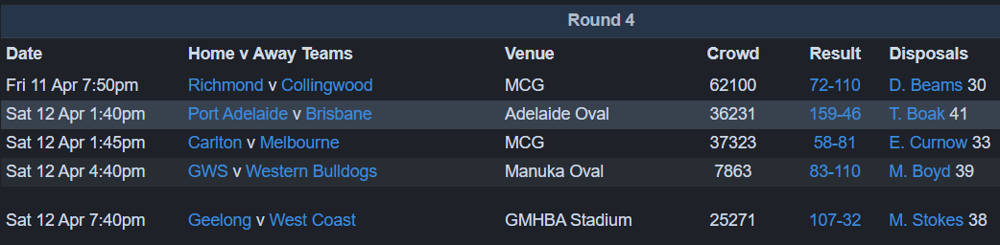 Round 4
Date Home v Away Teams Venue Crowd Result Disposals
Fri 11 Apr 7:50pm Richmond v Collingwood MCG 62100 72-110 D. Beams 30
Sat 12 Apr 1:40pm Port Adelaide v Brisbane Adelaide Oval 36231 159-46 T. Boak 41
Sat 12 Apr 1:45pm Carlton v Melbourne MCG 37323 58-81 E. Curnow 33
Sat 12 Apr 4:40pm GWS v Western Bulldogs Manuka Oval 7863 83-110 M. Boyd 39
Sat 12 Apr 7:40pm Geelong v West Coast GMHBA Stadium 25271 107-32 M. Stokes 38